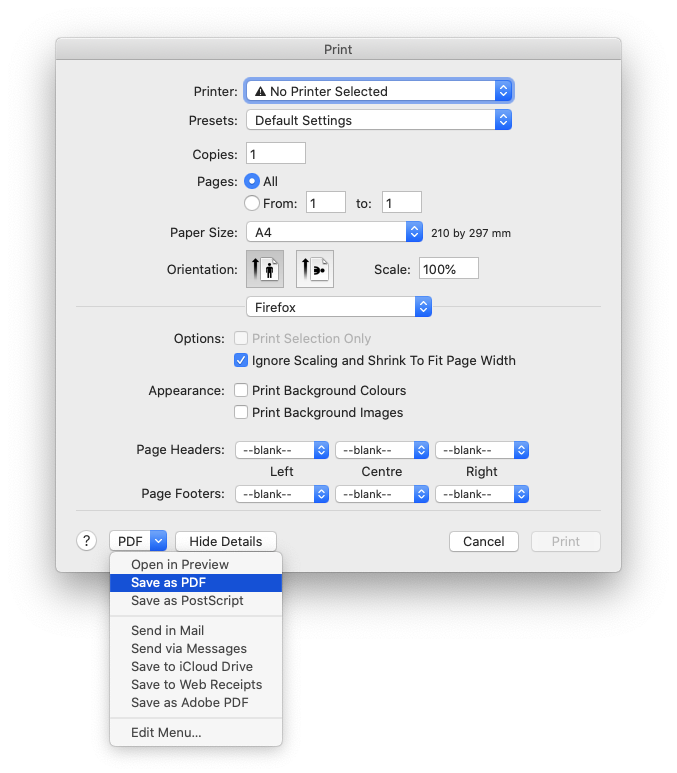 Print
Printer: No Printer Selected
Presets: Default Settings
Copies: 1
Pages: All
From: 1 to: 1
Paper Size: A4 210 by 297 mm
Orientation: Scale: 100%
Firefox
Options: Print Selection Only
Ignore Scaling and Shrink To Fit Page Width
Appearance: Print Background Colours
Print Background Images
Page Headers: --blank-- --blank-- --blank--
Left Centre Right
Page Footers: --blank-- --blank-- --blank--
? PDF Hide Details Cancel Print
Open in Preview
Save as PDF
Save as PostScript
Send in Mail
Send via Messages
Save to iCloud Drive
Save to Web Receipts
Save as Adobe PDF
Edit Menu...